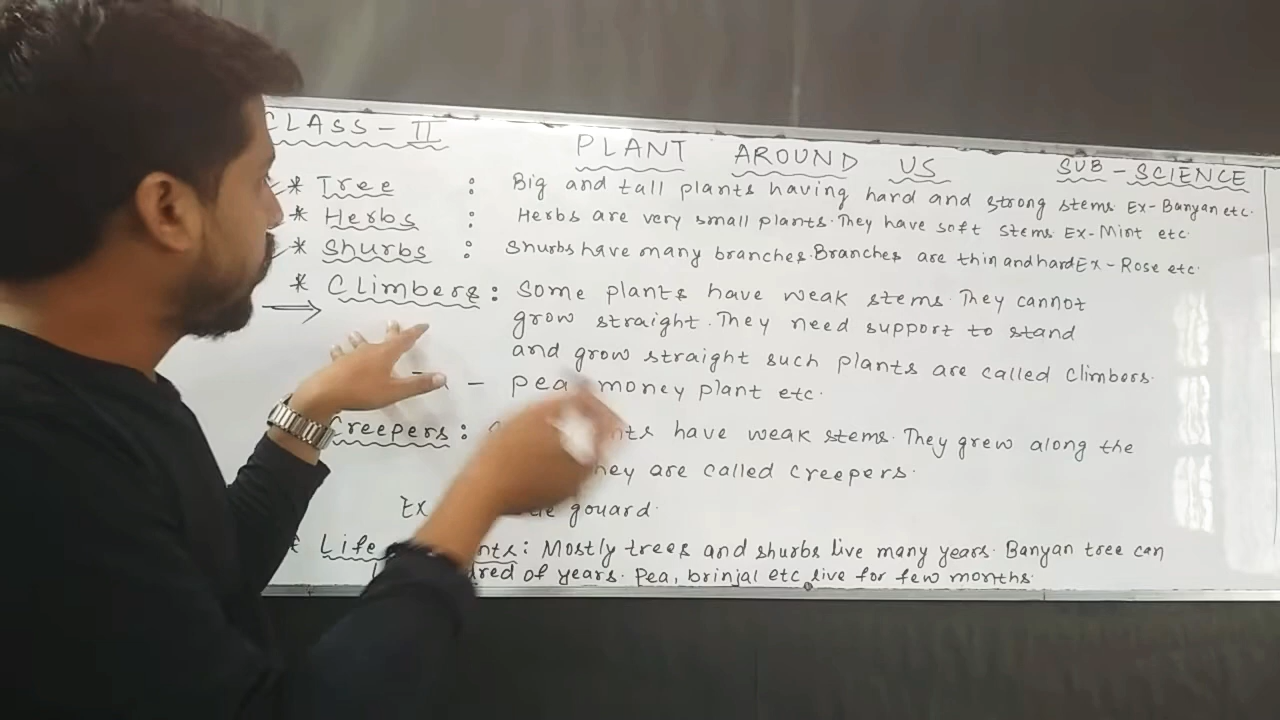 CLASS - II
PLANT AROUND US
SUB - SCIENCE
* Tree : Big and tall plants having hard and strong stems Ex- Banyan etc.
* Herbs : Herbs are very small plants. They have soft stems Ex- Mint etc.
* Shurbs : Shurbs have many branches. Branches are thin and hard Ex- Rose etc.
* Climbers : Some plants have weak stems. They cannot
grow straight. They need support to stand
and grow straight such plants are called climbers.
- pea money plant etc.
Creepers : have weak stems. They grew along the
are called creepers.
Ex gouard.
* Life : Mostly trees and shurbs live many years. Banyan tree can
of years. Pea, brinjal etc live for few months.